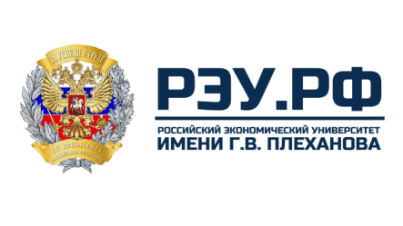 РЭУ.РФ
РОССИЙСКИЙ ЭКОНОМИЧЕСКИЙ УНИВЕРСИТЕТ
ИМЕНИ Г.В. ПЛЕХАНОВА